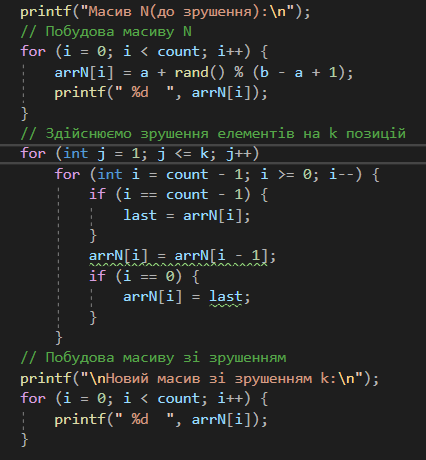 printf("Масив N(до зрушення):\n");
// Побудова масиву N
for (i = 0; i < count; i++) {
    arrN[i] = a + rand() % (b - a + 1);
    printf(" %d  ", arrN[i]);
}
// Здійснюємо зрушення елементів на k позицій
for (int j = 1; j <= k; j++)
    for (int i = count - 1; i >= 0; i--) {
        if (i == count - 1) {
            last = arrN[i];
        }
        arrN[i] = arrN[i - 1];
        if (i == 0) {
            arrN[i] = last;
        }
    }
// Побудова масиву зі зрушенням
printf("\nНовий масив зі зрушенням k:\n");
for (i = 0; i < count; i++) {
    printf(" %d  ", arrN[i]);
}